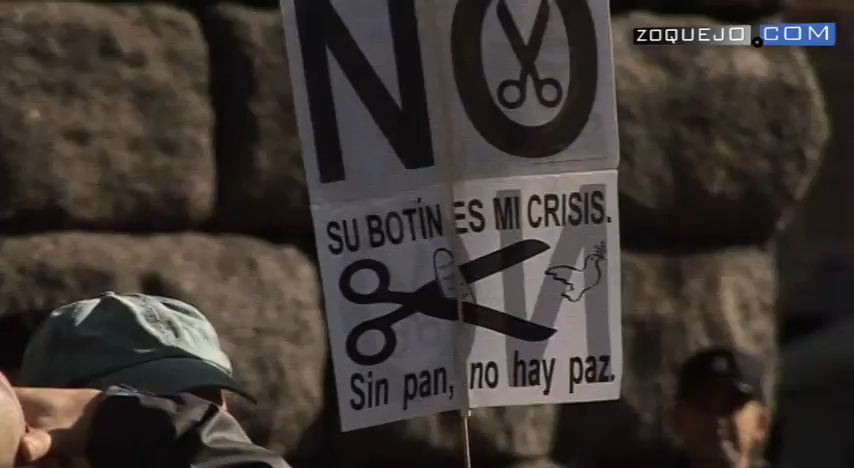 ZOQUEJO.COM
NO
SU BOTÍN ES MI CRISIS.
Sin pan, no hay paz.